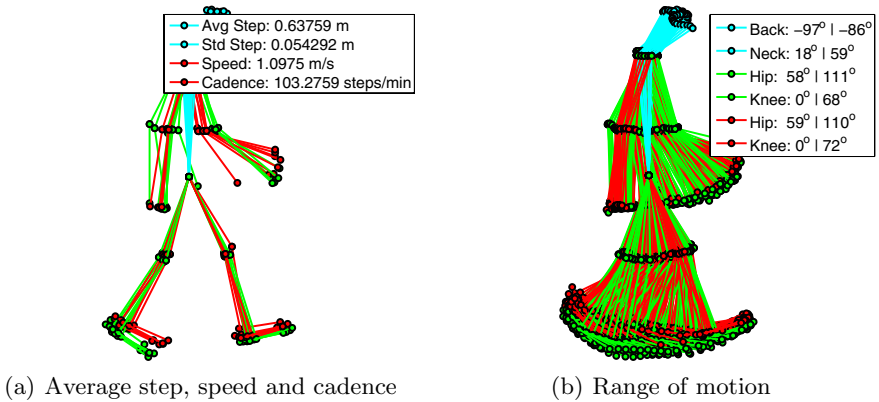 Avg Step: 0.63759 m
Std Step: 0.054292 m
Speed: 1.0975 m/s
Cadence: 103.2759 steps/min
Back: −97° | −86°
Neck: 18° | 59°
Hip: 58° | 111°
Knee: 0° | 68°
Hip: 59° | 110°
Knee: 0° | 72°
(a) Average step, speed and cadence
(b) Range of motion